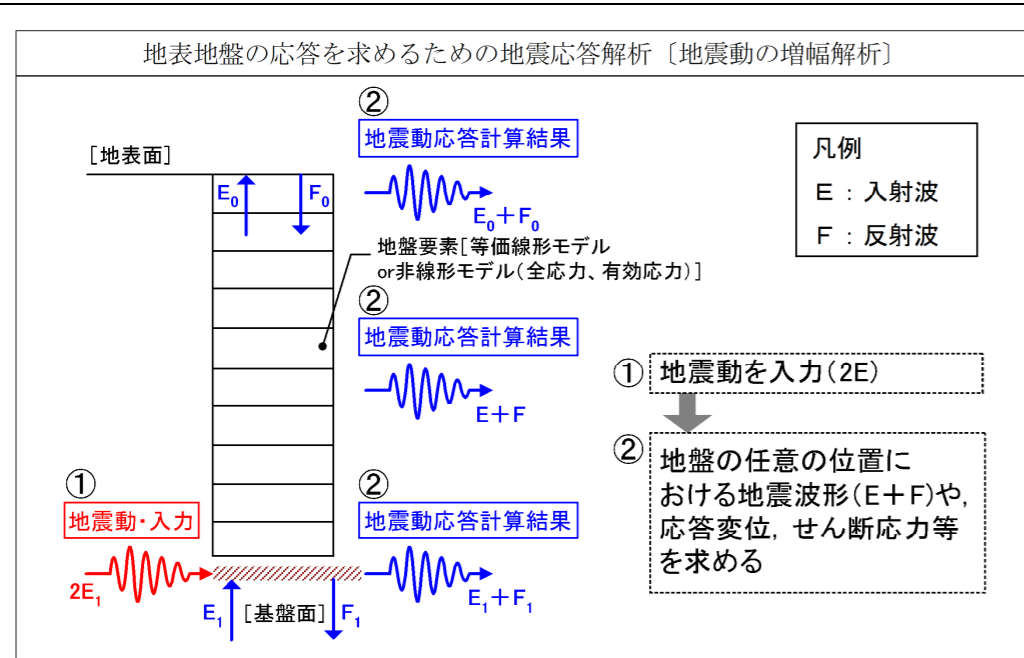 地表地盤の応答を求めるための地震応答解析〔地震動の増幅解析〕
②
地震動応答計算結果
[地表面]
E₀
F₀
E₀+F₀
凡例
E：入射波
F：反射波
地盤要素[等価線形モデル
or非線形モデル(全応力、有効応力)]
②
地震動応答計算結果
E+F
① 地震動を入力(2E)
② 地盤の任意の位置に
おける地震波形(E+F)や,
応答変位, せん断応力等
を求める
①
地震動・入力
2E₁
②
地震動応答計算結果
E₁+F₁
E₁
[基盤面]
F₁